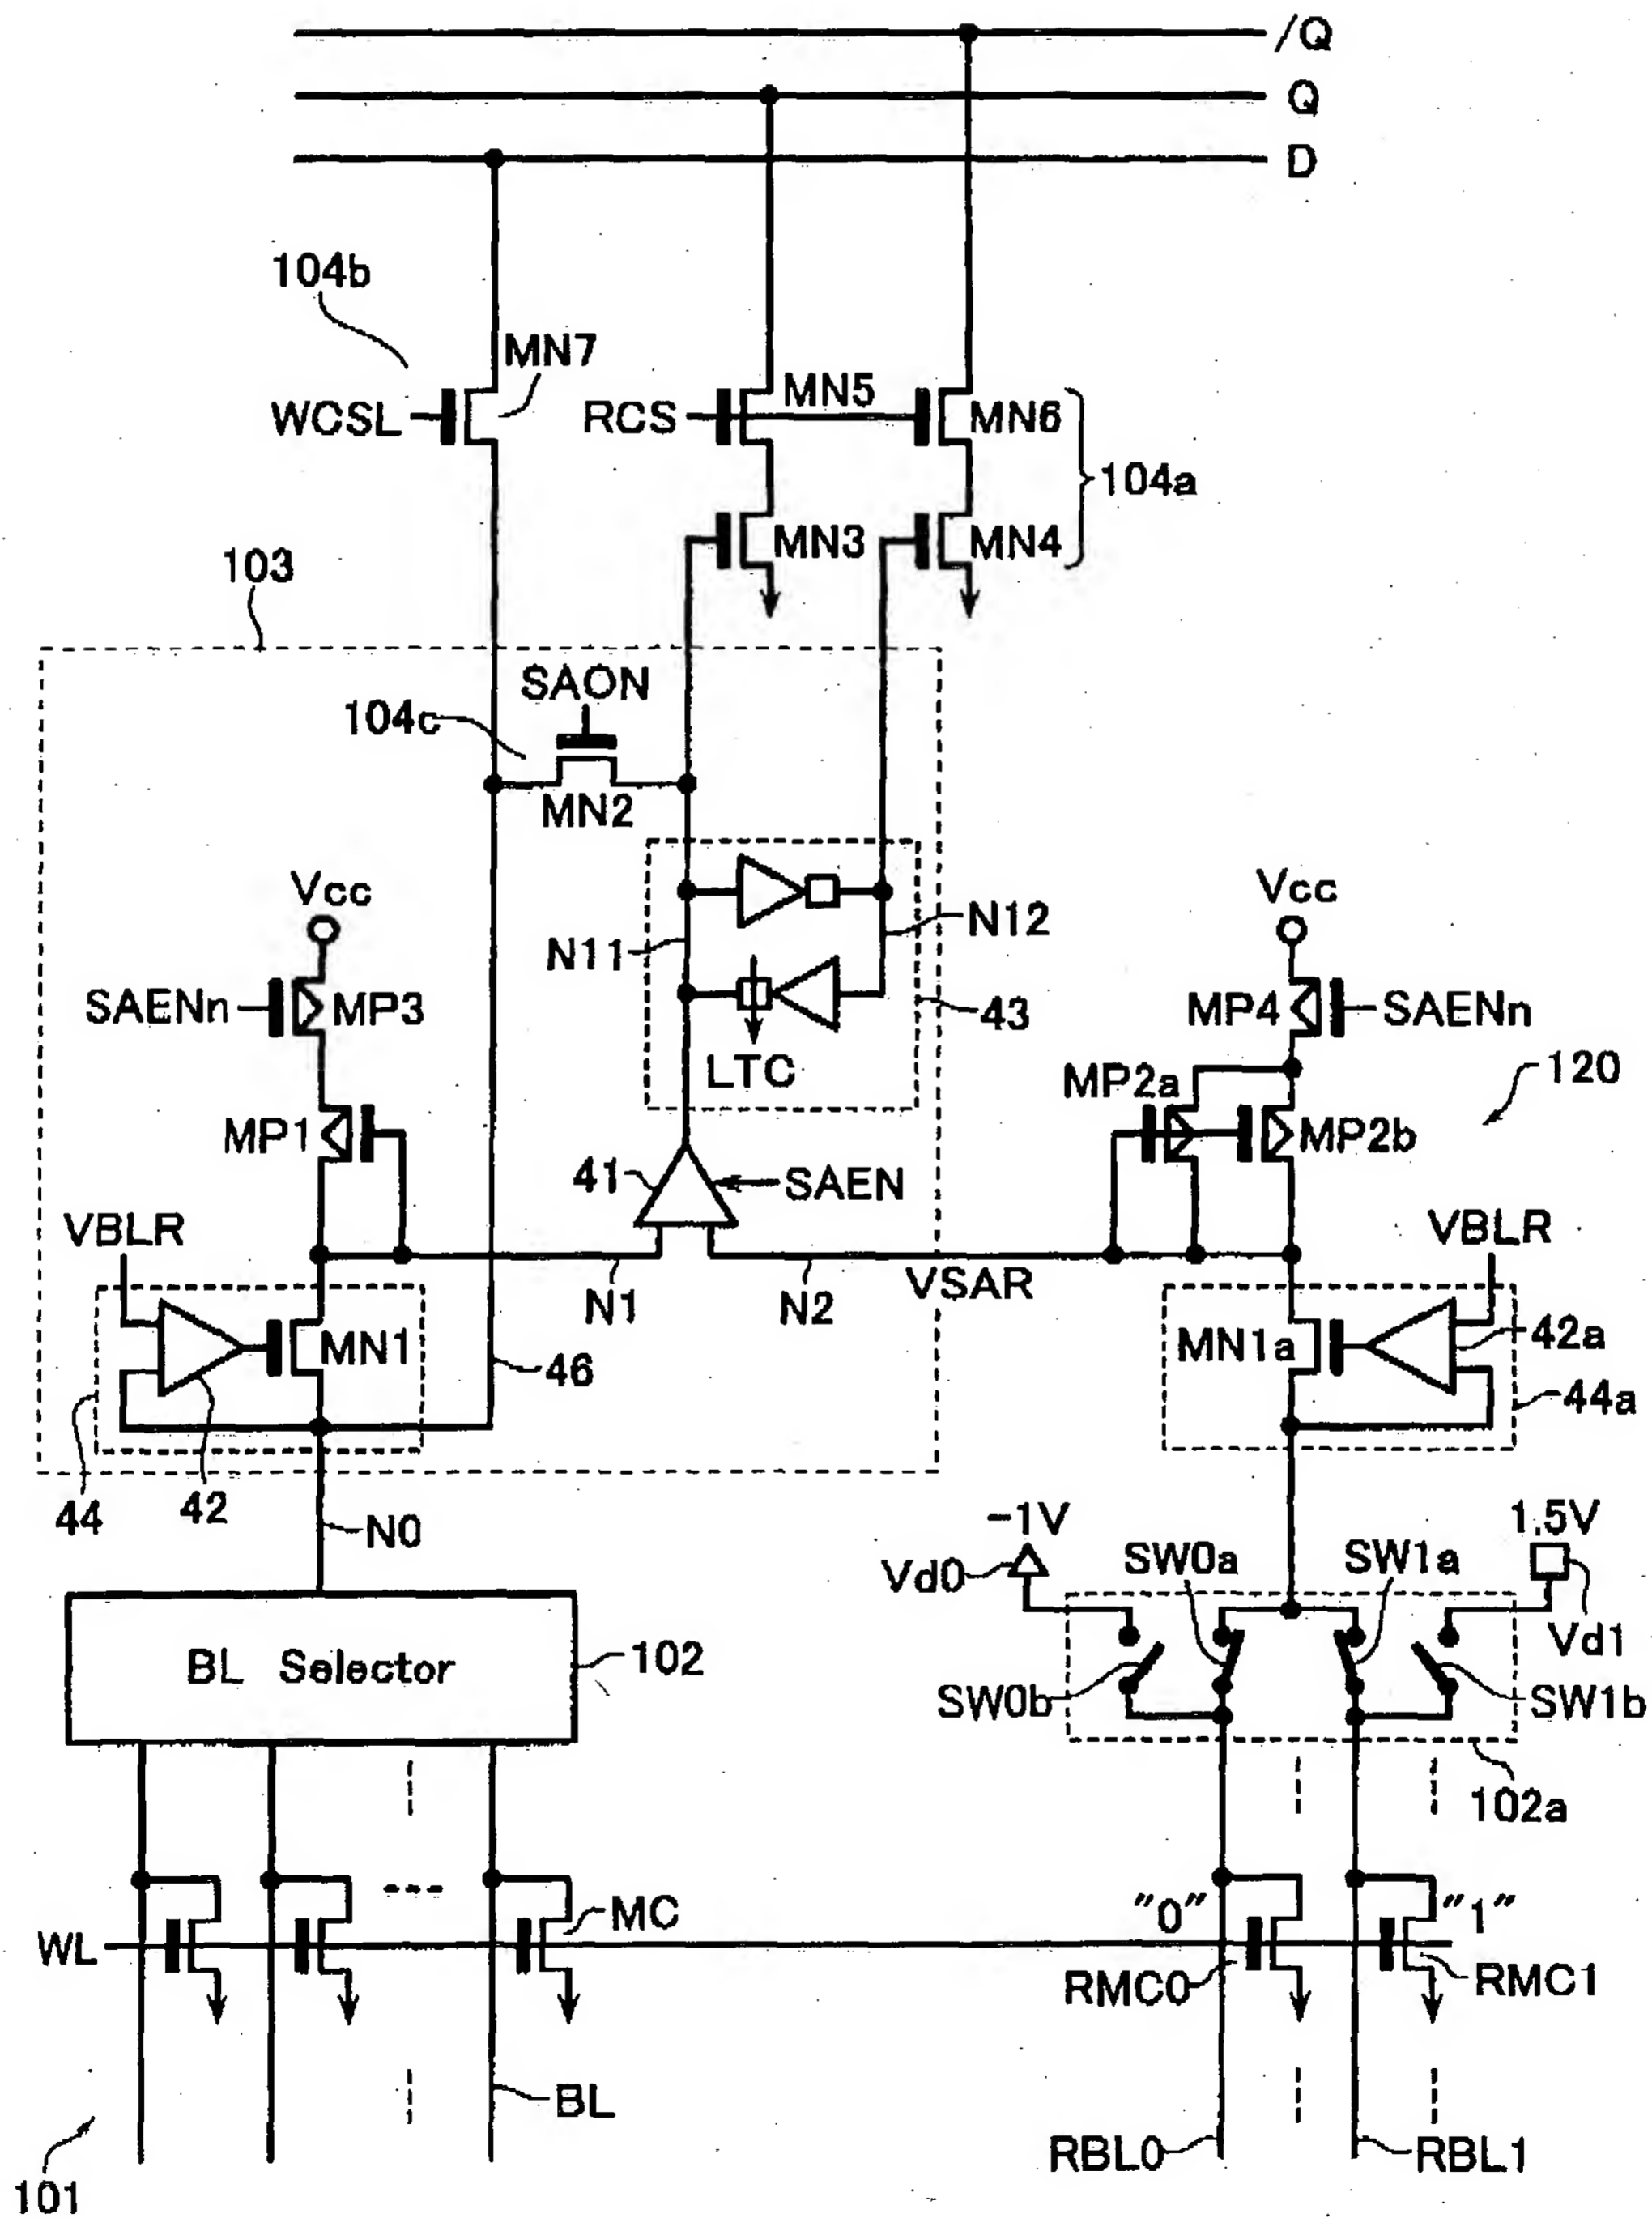 /Q
Q
D
104b
MN7
WCSL
RCS
MN5
MN6
104a
MN3
MN4
103
SAON
104c
MN2
Vcc
N11
N12
SAENn
MP3
43
LTC
Vcc
MP4
SAENn
MP2a
120
MP1
MP2b
41
SAEN
VBLR
N1
N2
VSAR
VBLR
MN1
46
MN1a
42a
44a
44
42
N0
-1V
Vd0
SW0a
SW1a
1.5V
Vd1
BL Selector
102
SW0b
SW1b
102a
MC
"0"
"1"
WL
RMC0
RMC1
BL
RBL0
RBL1
101